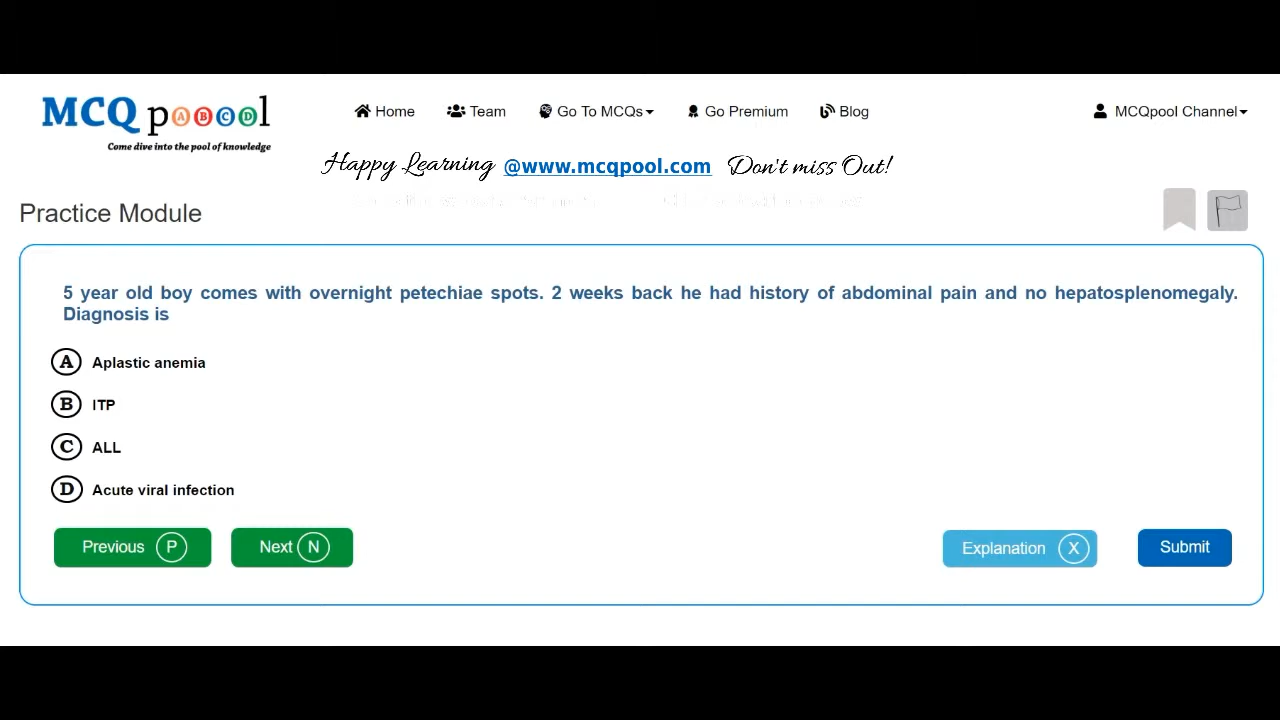 MCQ poool
A B C D
Come dive into the pool of knowledge
Home Team Go To MCQs Go Premium Blog MCQpool Channel
Happy Learning @www.mcqpool.com Don't miss Out!
Practice Module
5 year old boy comes with overnight petechiae spots. 2 weeks back he had history of abdominal pain and no hepatosplenomegaly.
Diagnosis is
A Aplastic anemia
B ITP
C ALL
D Acute viral infection
Previous P Next N Explanation X Submit